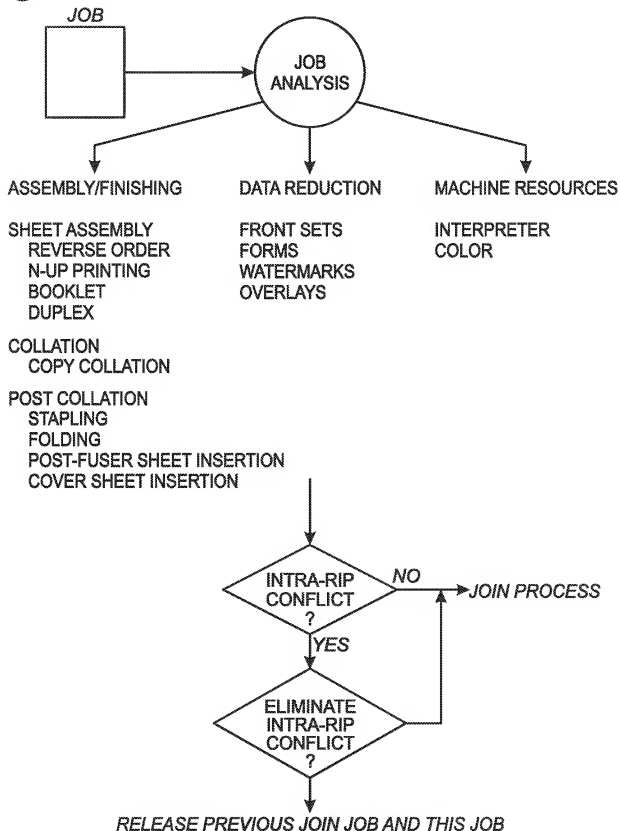 JOB
JOB
ANALYSIS
ASSEMBLY/FINISHING
SHEET ASSEMBLY
REVERSE ORDER
N-UP PRINTING
BOOKLET
DUPLEX
COLLATION
COPY COLLATION
POST COLLATION
STAPLING
FOLDING
POST-FUSER SHEET INSERTION
COVER SHEET INSERTION
DATA REDUCTION
FRONT SETS
FORMS
WATERMARKS
OVERLAYS
MACHINE RESOURCES
INTERPRETER
COLOR
INTRA-RIP
CONFLICT
?
NO
JOIN PROCESS
YES
ELIMINATE
INTRA-RIP
CONFLICT
?
RELEASE PREVIOUS JOIN JOB AND THIS JOB